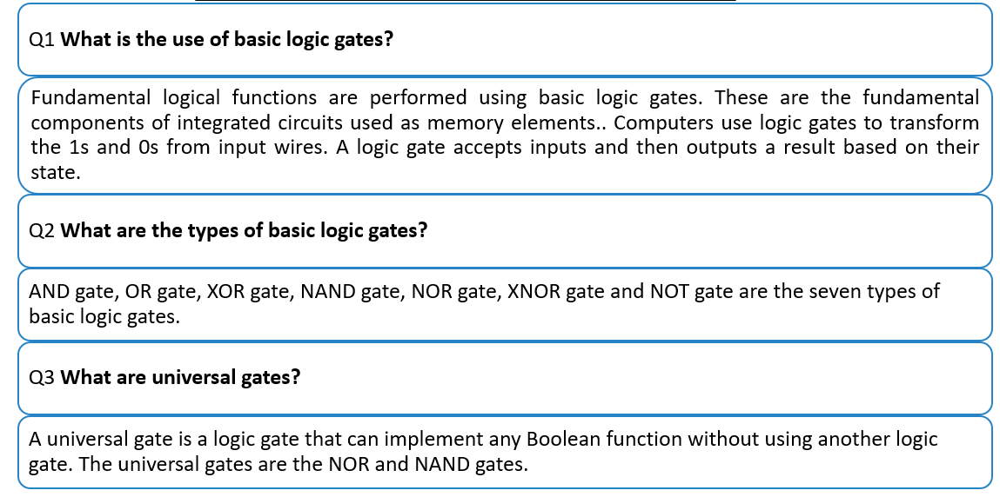 Q1 What is the use of basic logic gates?
Fundamental logical functions are performed using basic logic gates. These are the fundamental
components of integrated circuits used as memory elements.. Computers use logic gates to transform
the 1s and 0s from input wires. A logic gate accepts inputs and then outputs a result based on their
state.
Q2 What are the types of basic logic gates?
AND gate, OR gate, XOR gate, NAND gate, NOR gate, XNOR gate and NOT gate are the seven types of
basic logic gates.
Q3 What are universal gates?
A universal gate is a logic gate that can implement any Boolean function without using another logic
gate. The universal gates are the NOR and NAND gates.